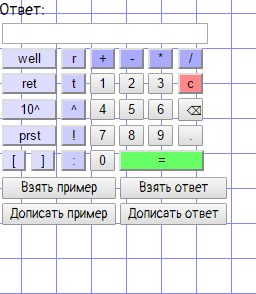 Ответ:
well r + - * /
ret t 1 2 3 c
10^ ^ 4 5 6 ⌫
prst ! 7 8 9 .
[ ] : 0 =
Взять пример Взять ответ
Дописать пример Дописать ответ